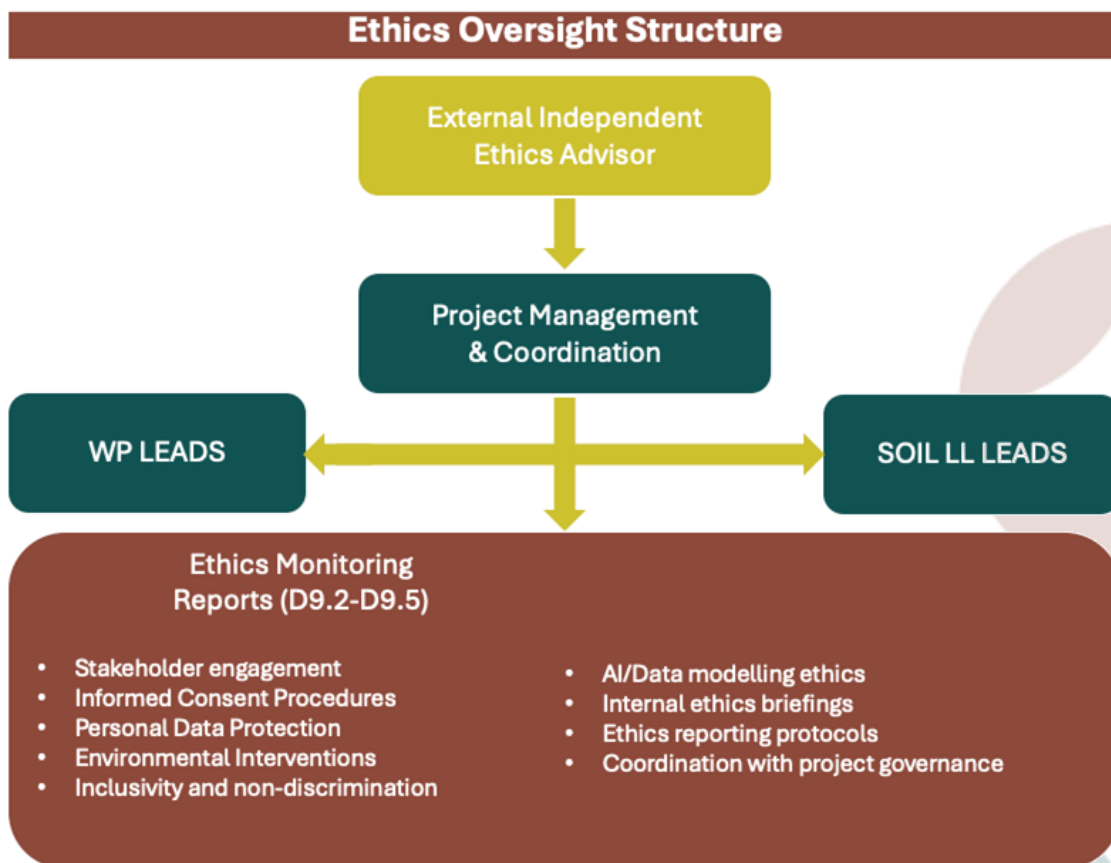 Ethics Oversight Structure
External Independent
Ethics Advisor
Project Management
& Coordination
WP LEADS
SOIL LL LEADS
Ethics Monitoring
Reports (D9.2-D9.5)
• Stakeholder engagement
• Informed Consent Procedures
• Personal Data Protection
• Environmental Interventions
• Inclusivity and non-discrimination
• AI/Data modelling ethics
• Internal ethics briefings
• Ethics reporting protocols
• Coordination with project governance